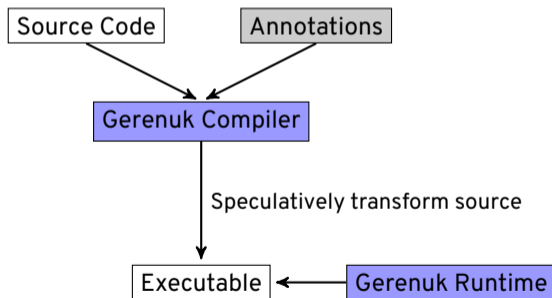 Source Code
Annotations
Gerenuk Compiler
Speculatively transform source
Executable
Gerenuk Runtime